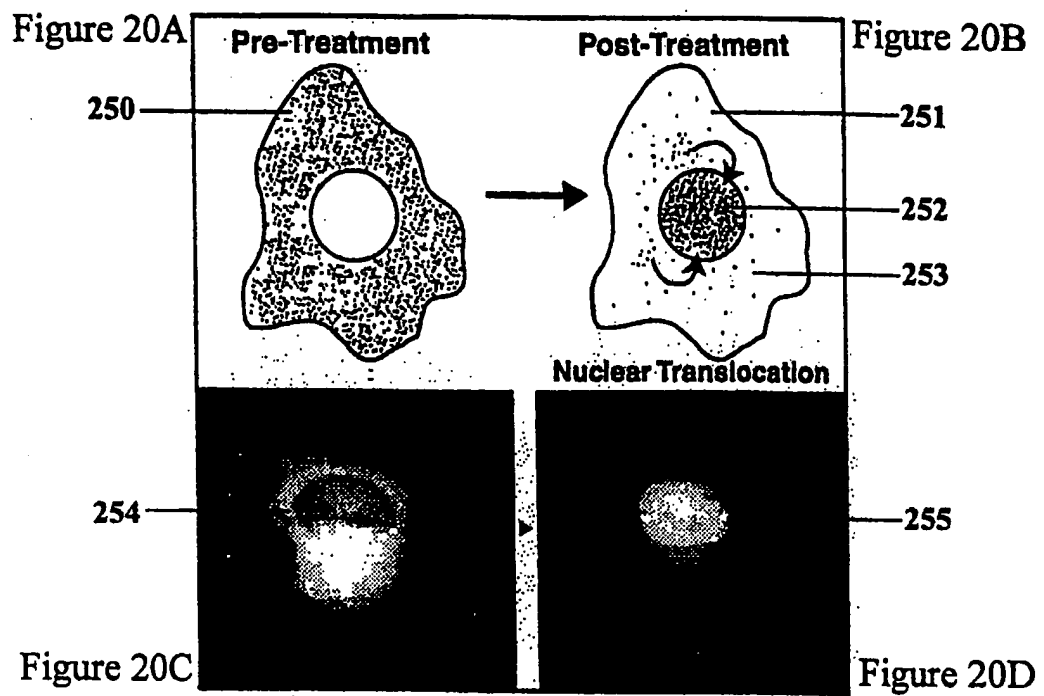 Figure 20A
Pre-Treatment
Post-Treatment
Figure 20B
250
251
252
253
Nuclear Translocation
254
255
Figure 20C
Figure 20D